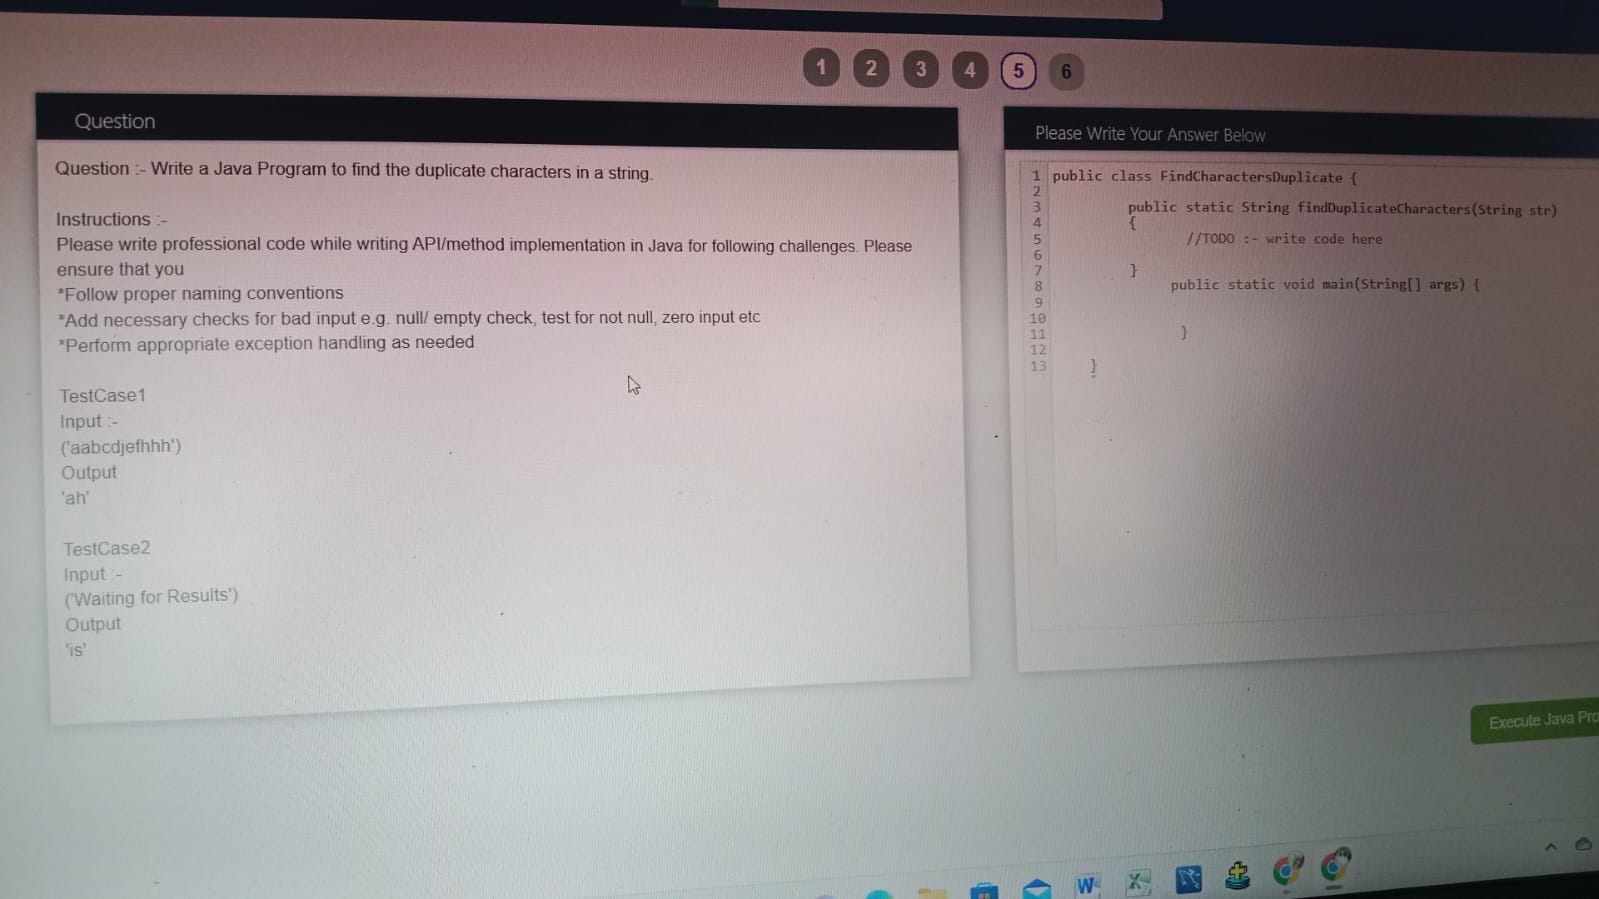 1 2 3 4 5 6
Question
Question :- Write a Java Program to find the duplicate characters in a string.
Instructions :-
Please write professional code while writing API/method implementation in Java for following challenges. Please
ensure that you
*Follow proper naming conventions
*Add necessary checks for bad input e.g. null/ empty check, test for not null, zero input etc
*Perform appropriate exception handling as needed
TestCase1
Input :-
('aabcdjefhhh')
Output
'ah'
TestCase2
Input :-
('Waiting for Results')
Output
'is'
Please Write Your Answer Below
1 public class FindCharactersDuplicate {
2
3 public static String findDuplicateCharacters(String str)
4 {
5 //TODO :- write code here
6
7 }
8 public static void main(String[] args) {
9
10
11 }
12
13 }
Execute Java Pro
W
X